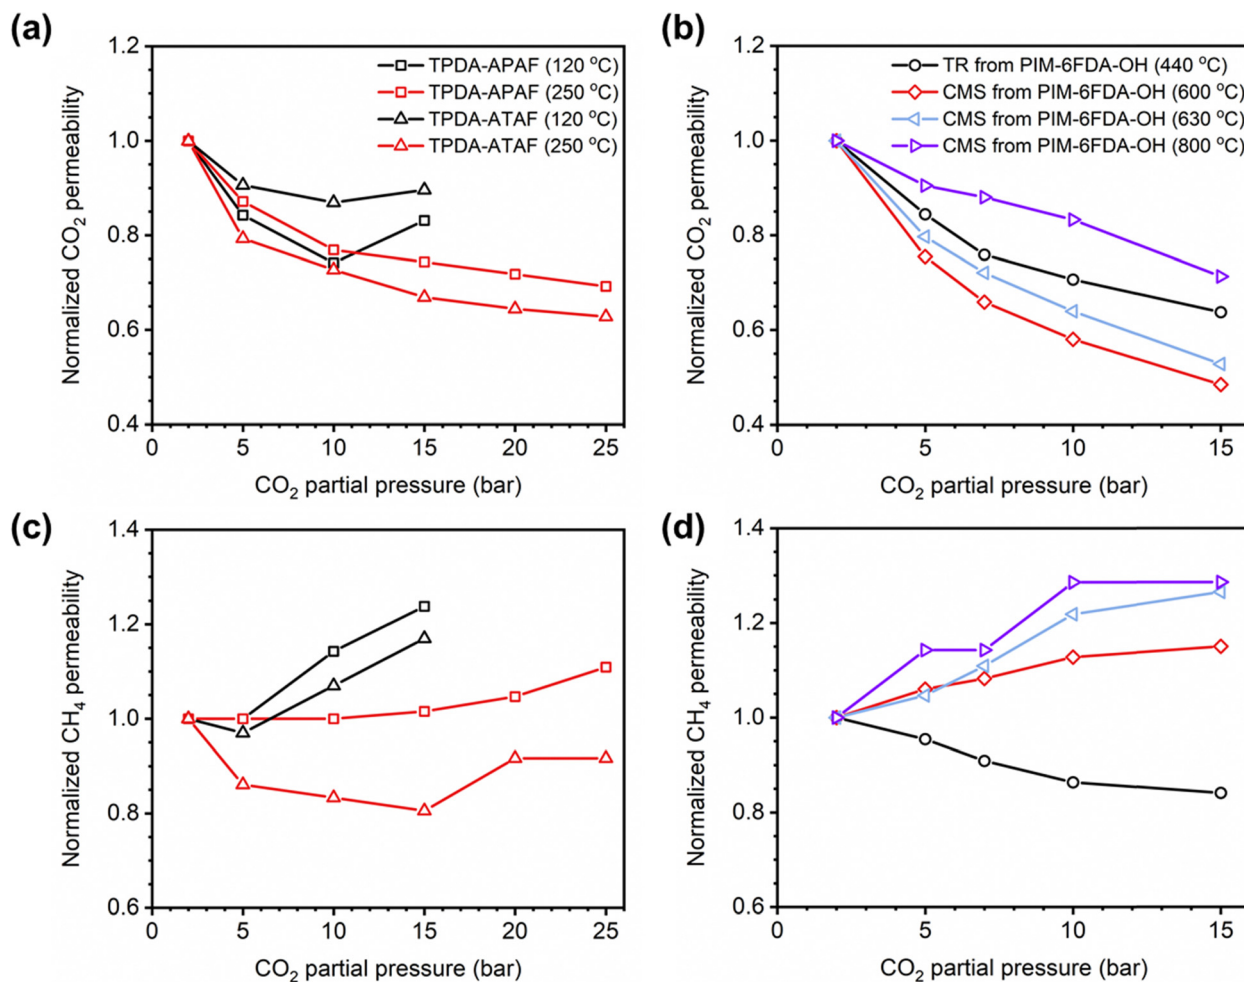 (a)
1.2
1.0
0.8
0.6
0.4
Normalized CO2 permeability
TPDA-APAF (120 °C)
TPDA-APAF (250 °C)
TPDA-ATAF (120 °C)
TPDA-ATAF (250 °C)
0 5 10 15 20 25
CO2 partial pressure (bar)
(b)
1.2
1.0
0.8
0.6
0.4
Normalized CO2 permeability
TR from PIM-6FDA-OH (440 °C)
CMS from PIM-6FDA-OH (600 °C)
CMS from PIM-6FDA-OH (630 °C)
CMS from PIM-6FDA-OH (800 °C)
0 5 10 15
CO2 partial pressure (bar)
(c)
1.4
1.2
1.0
0.8
0.6
Normalized CH4 permeability
0 5 10 15 20 25
CO2 partial pressure (bar)
(d)
1.4
1.2
1.0
0.8
0.6
Normalized CH4 permeability
0 5 10 15
CO2 partial pressure (bar)